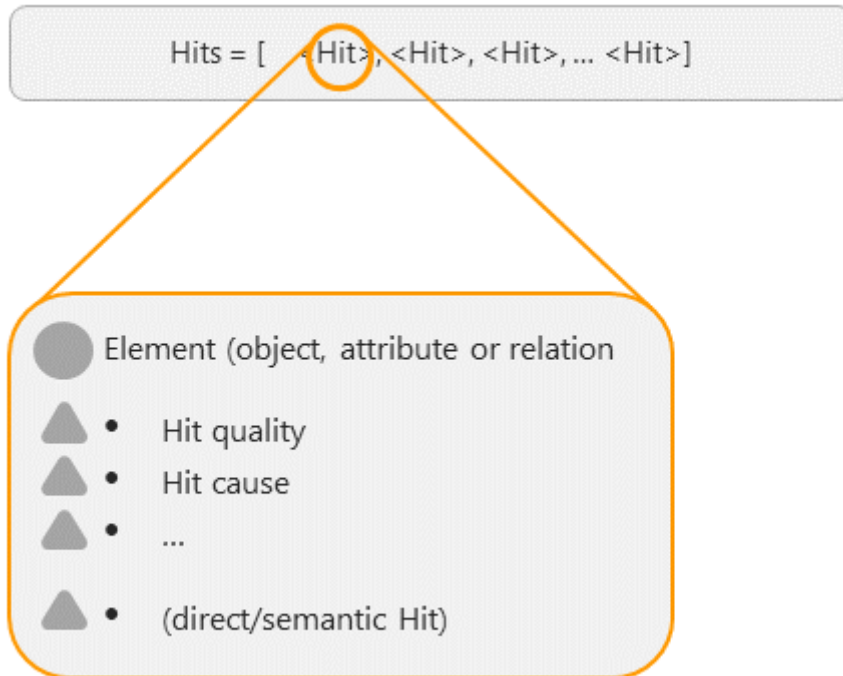 Hits = [ <Hit>, <Hit>, <Hit>, ... <Hit>]
Element (object, attribute or relation
• Hit quality
• Hit cause
• ...
• (direct/semantic Hit)